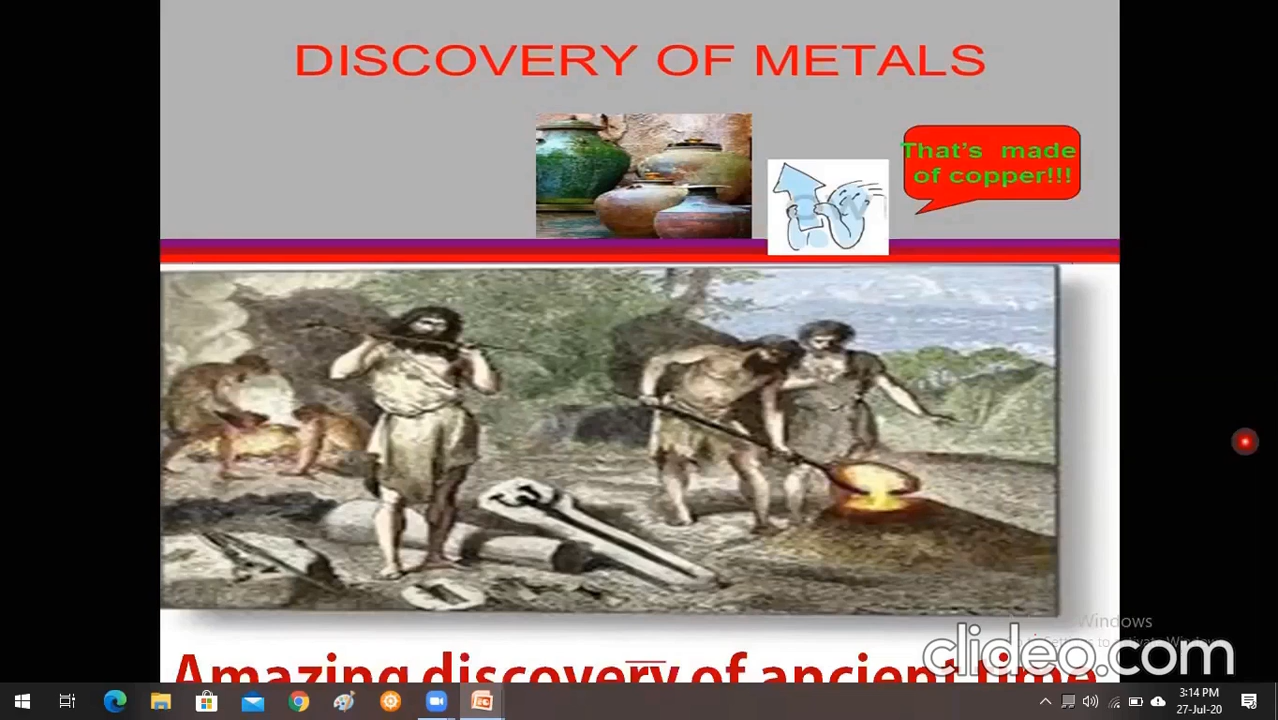 DISCOVERY OF METALS
That's made
of copper!!!
Windows
clideo.com
Amazing discovery of ancient time
3:14 PM
27-Jul-20